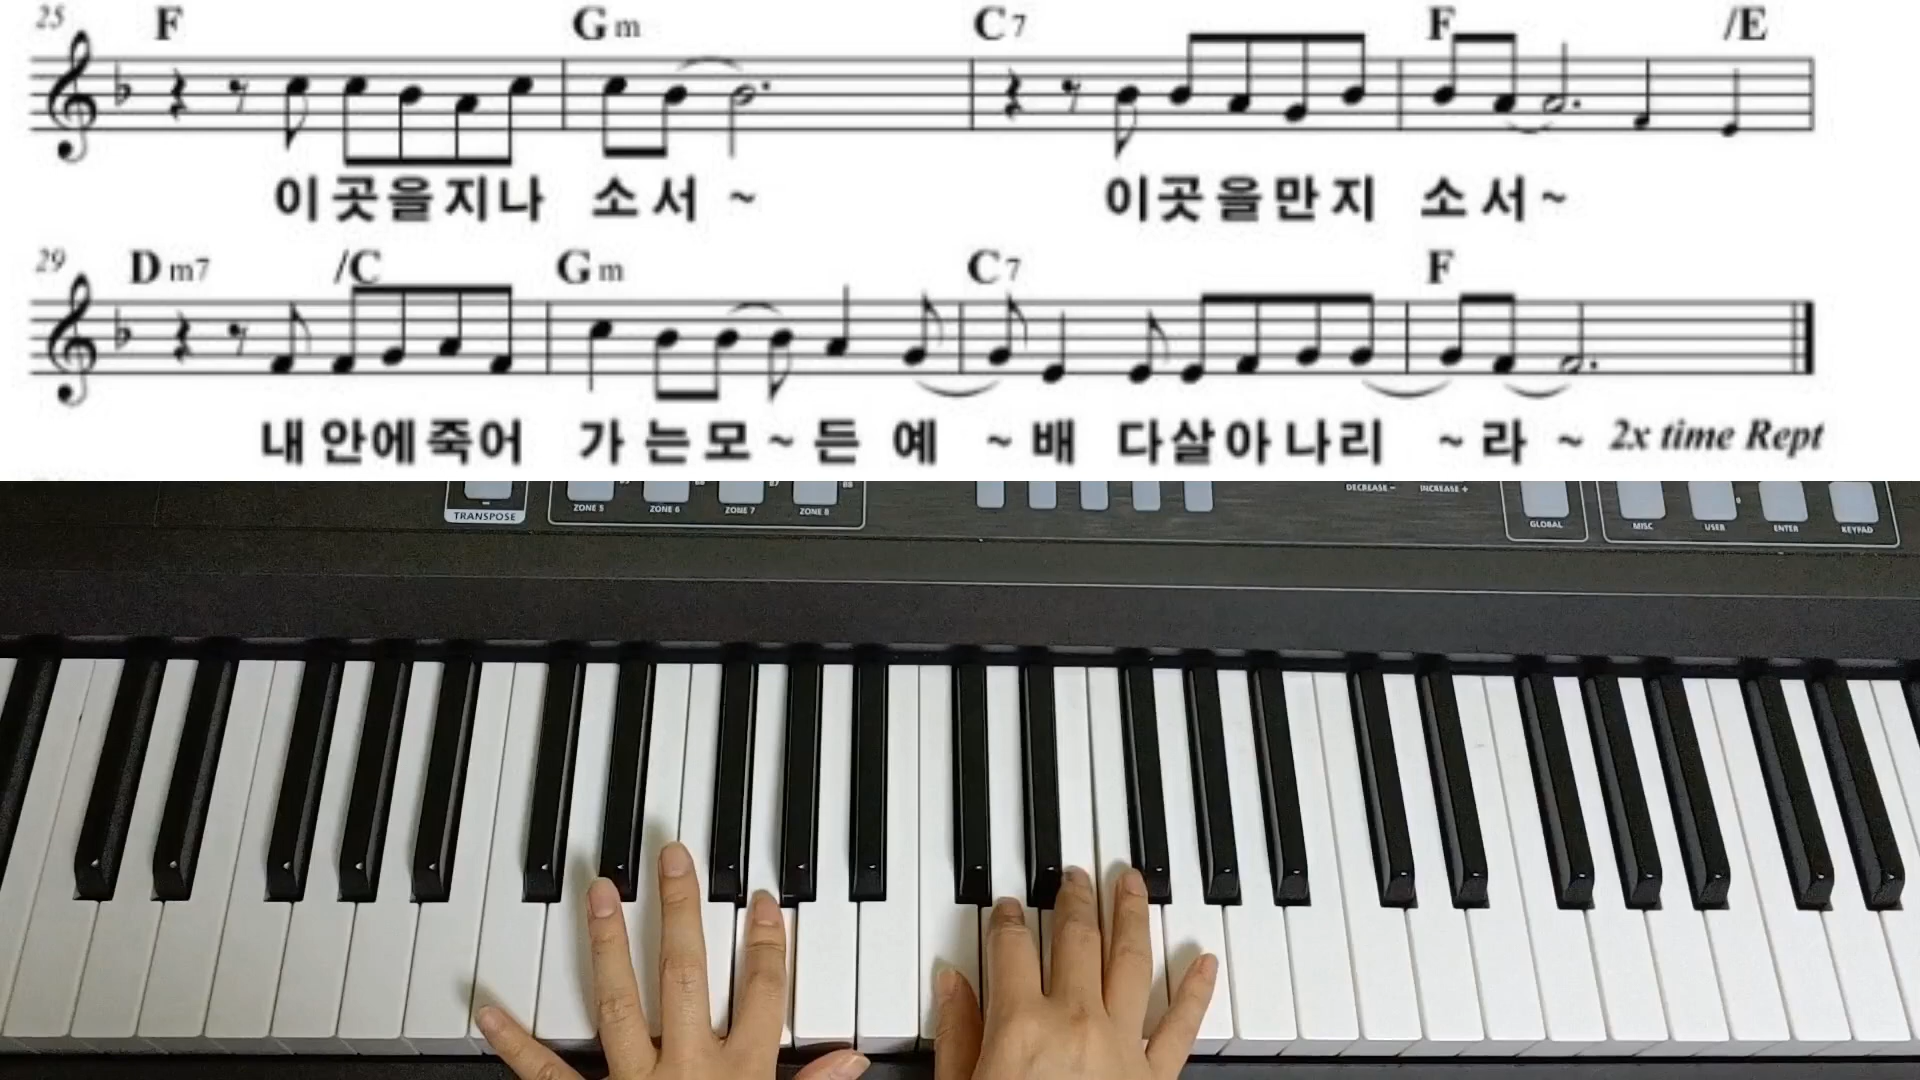 25 F Gm C7 F /E
이 곳 을 지 나 소 서 ~ 이 곳 을 만 지 소 서 ~
29 Dm7 /C Gm C7 F
내 안 에 죽 어 가 는 모 ~ 든 예 ~ 배 다 살 아 나 리 ~ 라 ~ 2x time Rept
DECREASE - INCREASE +
TRANSPOSE ZONE 5 ZONE 6 ZONE 7 ZONE 8 GLOBAL MISC USER ENTER KEYPAD